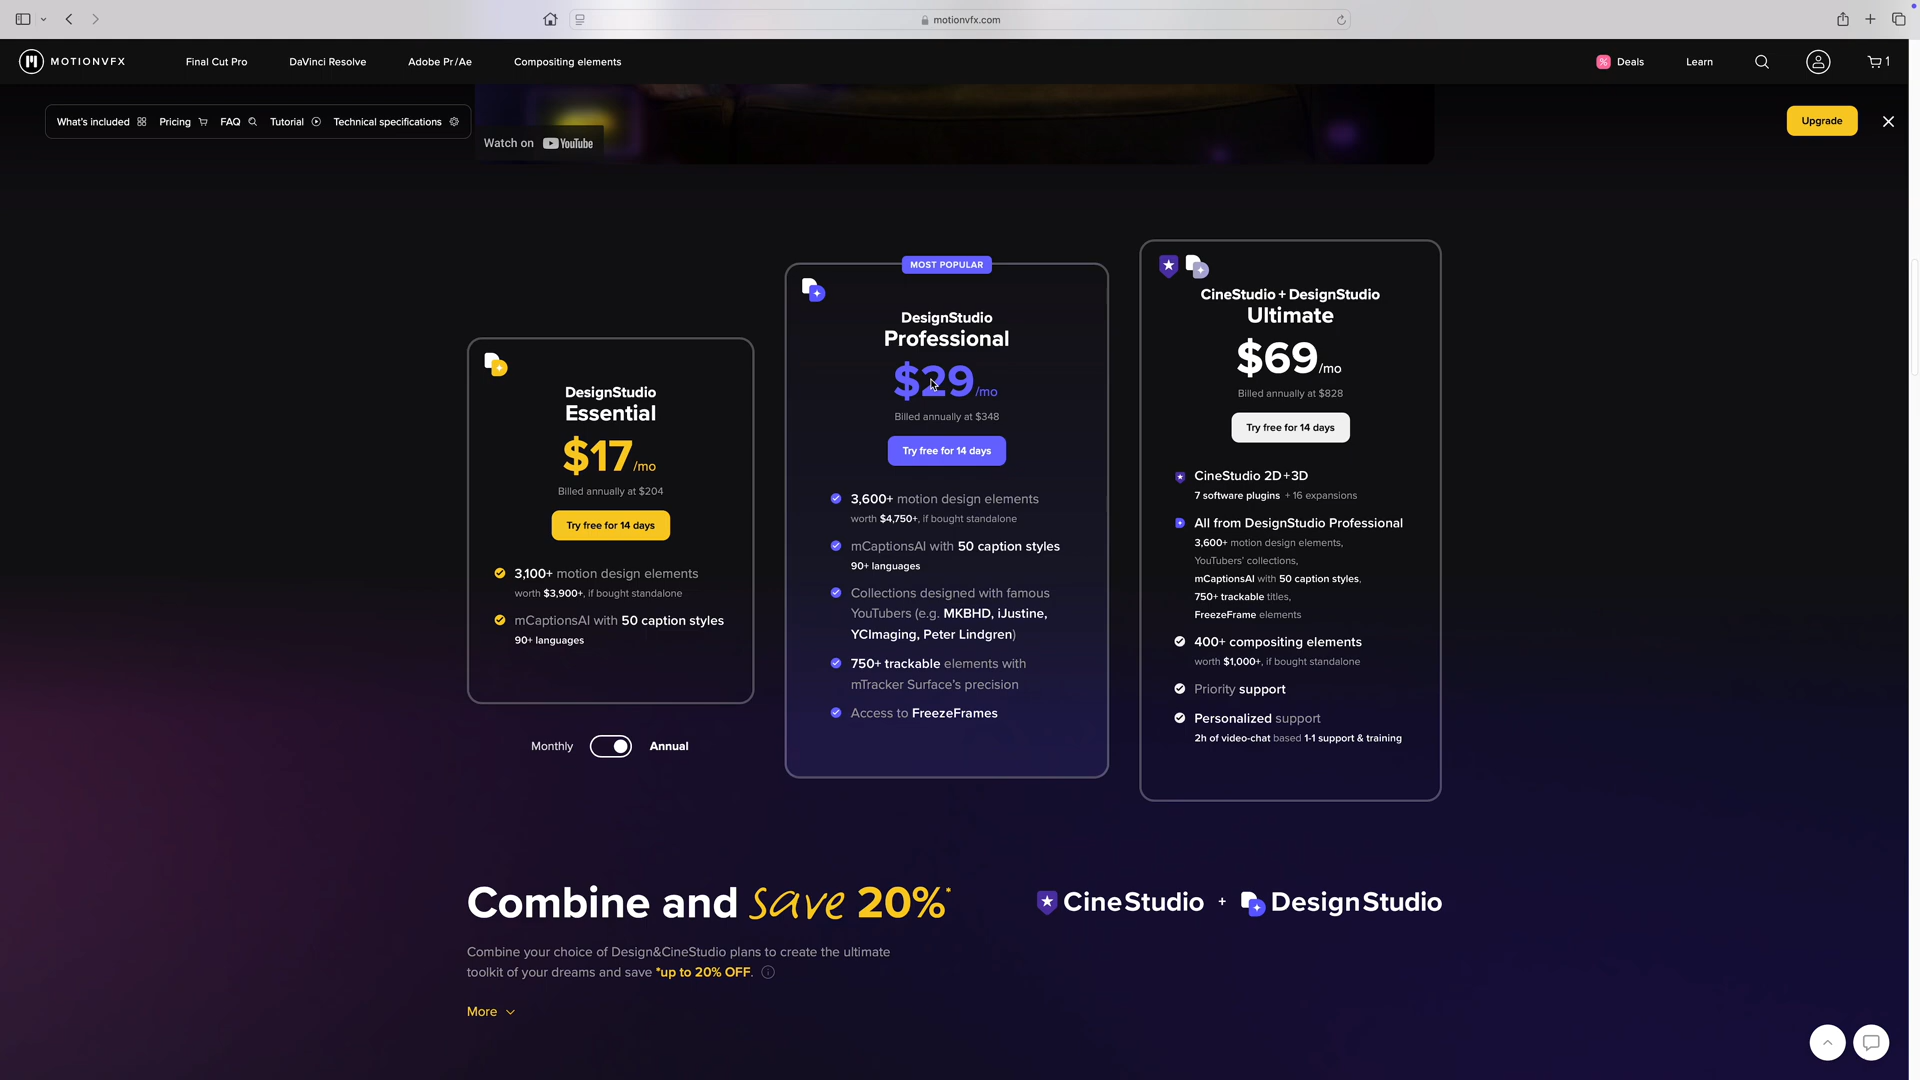 motionvfx.com
MOTIONVFX
Final Cut Pro
DaVinci Resolve
Adobe Pr/Ae
Compositing elements
Deals
Learn
1
What's included
Pricing
FAQ
Tutorial
Technical specifications
Upgrade
Watch on YouTube
DesignStudio
Essential
$17/mo
Billed annually at $204
Try free for 14 days
3,100+ motion design elements
worth $3,900+, if bought standalone
mCaptionsAI with 50 caption styles
90+ languages
Monthly
Annual
MOST POPULAR
DesignStudio
Professional
$29/mo
Billed annually at $348
Try free for 14 days
3,600+ motion design elements
worth $4,750+, if bought standalone
mCaptionsAI with 50 caption styles
90+ languages
Collections designed with famous
YouTubers (e.g. MKBHD, iJustine,
YCImaging, Peter Lindgren)
750+ trackable elements with
mTracker Surface's precision
Access to FreezeFrames
CineStudio + DesignStudio
Ultimate
$69/mo
Billed annually at $828
Try free for 14 days
CineStudio 2D+3D
7 software plugins + 16 expansions
All from DesignStudio Professional
3,600+ motion design elements,
YouTubers' collections,
mCaptionsAI with 50 caption styles,
750+ trackable titles,
FreezeFrame elements
400+ compositing elements
worth $1,000+, if bought standalone
Priority support
Personalized support
2h of video-chat based 1-1 support & training
Combine and save 20%*
Combine your choice of Design&CineStudio plans to create the ultimate
toolkit of your dreams and save *up to 20% OFF.
More
CineStudio + DesignStudio